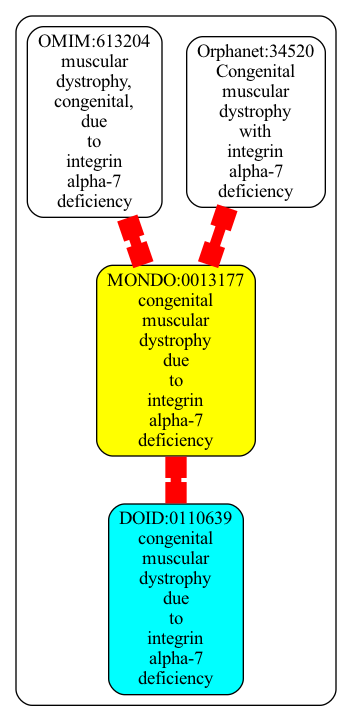 OMIM:613204
muscular
dystrophy,
congenital,
due
to
integrin
alpha-7
deficiency
Orphanet:34520
Congenital
muscular
dystrophy
with
integrin
alpha-7
deficiency
MONDO:0013177
congenital
muscular
dystrophy
due
to
integrin
alpha-7
deficiency
DOID:0110639
congenital
muscular
dystrophy
due
to
integrin
alpha-7
deficiency